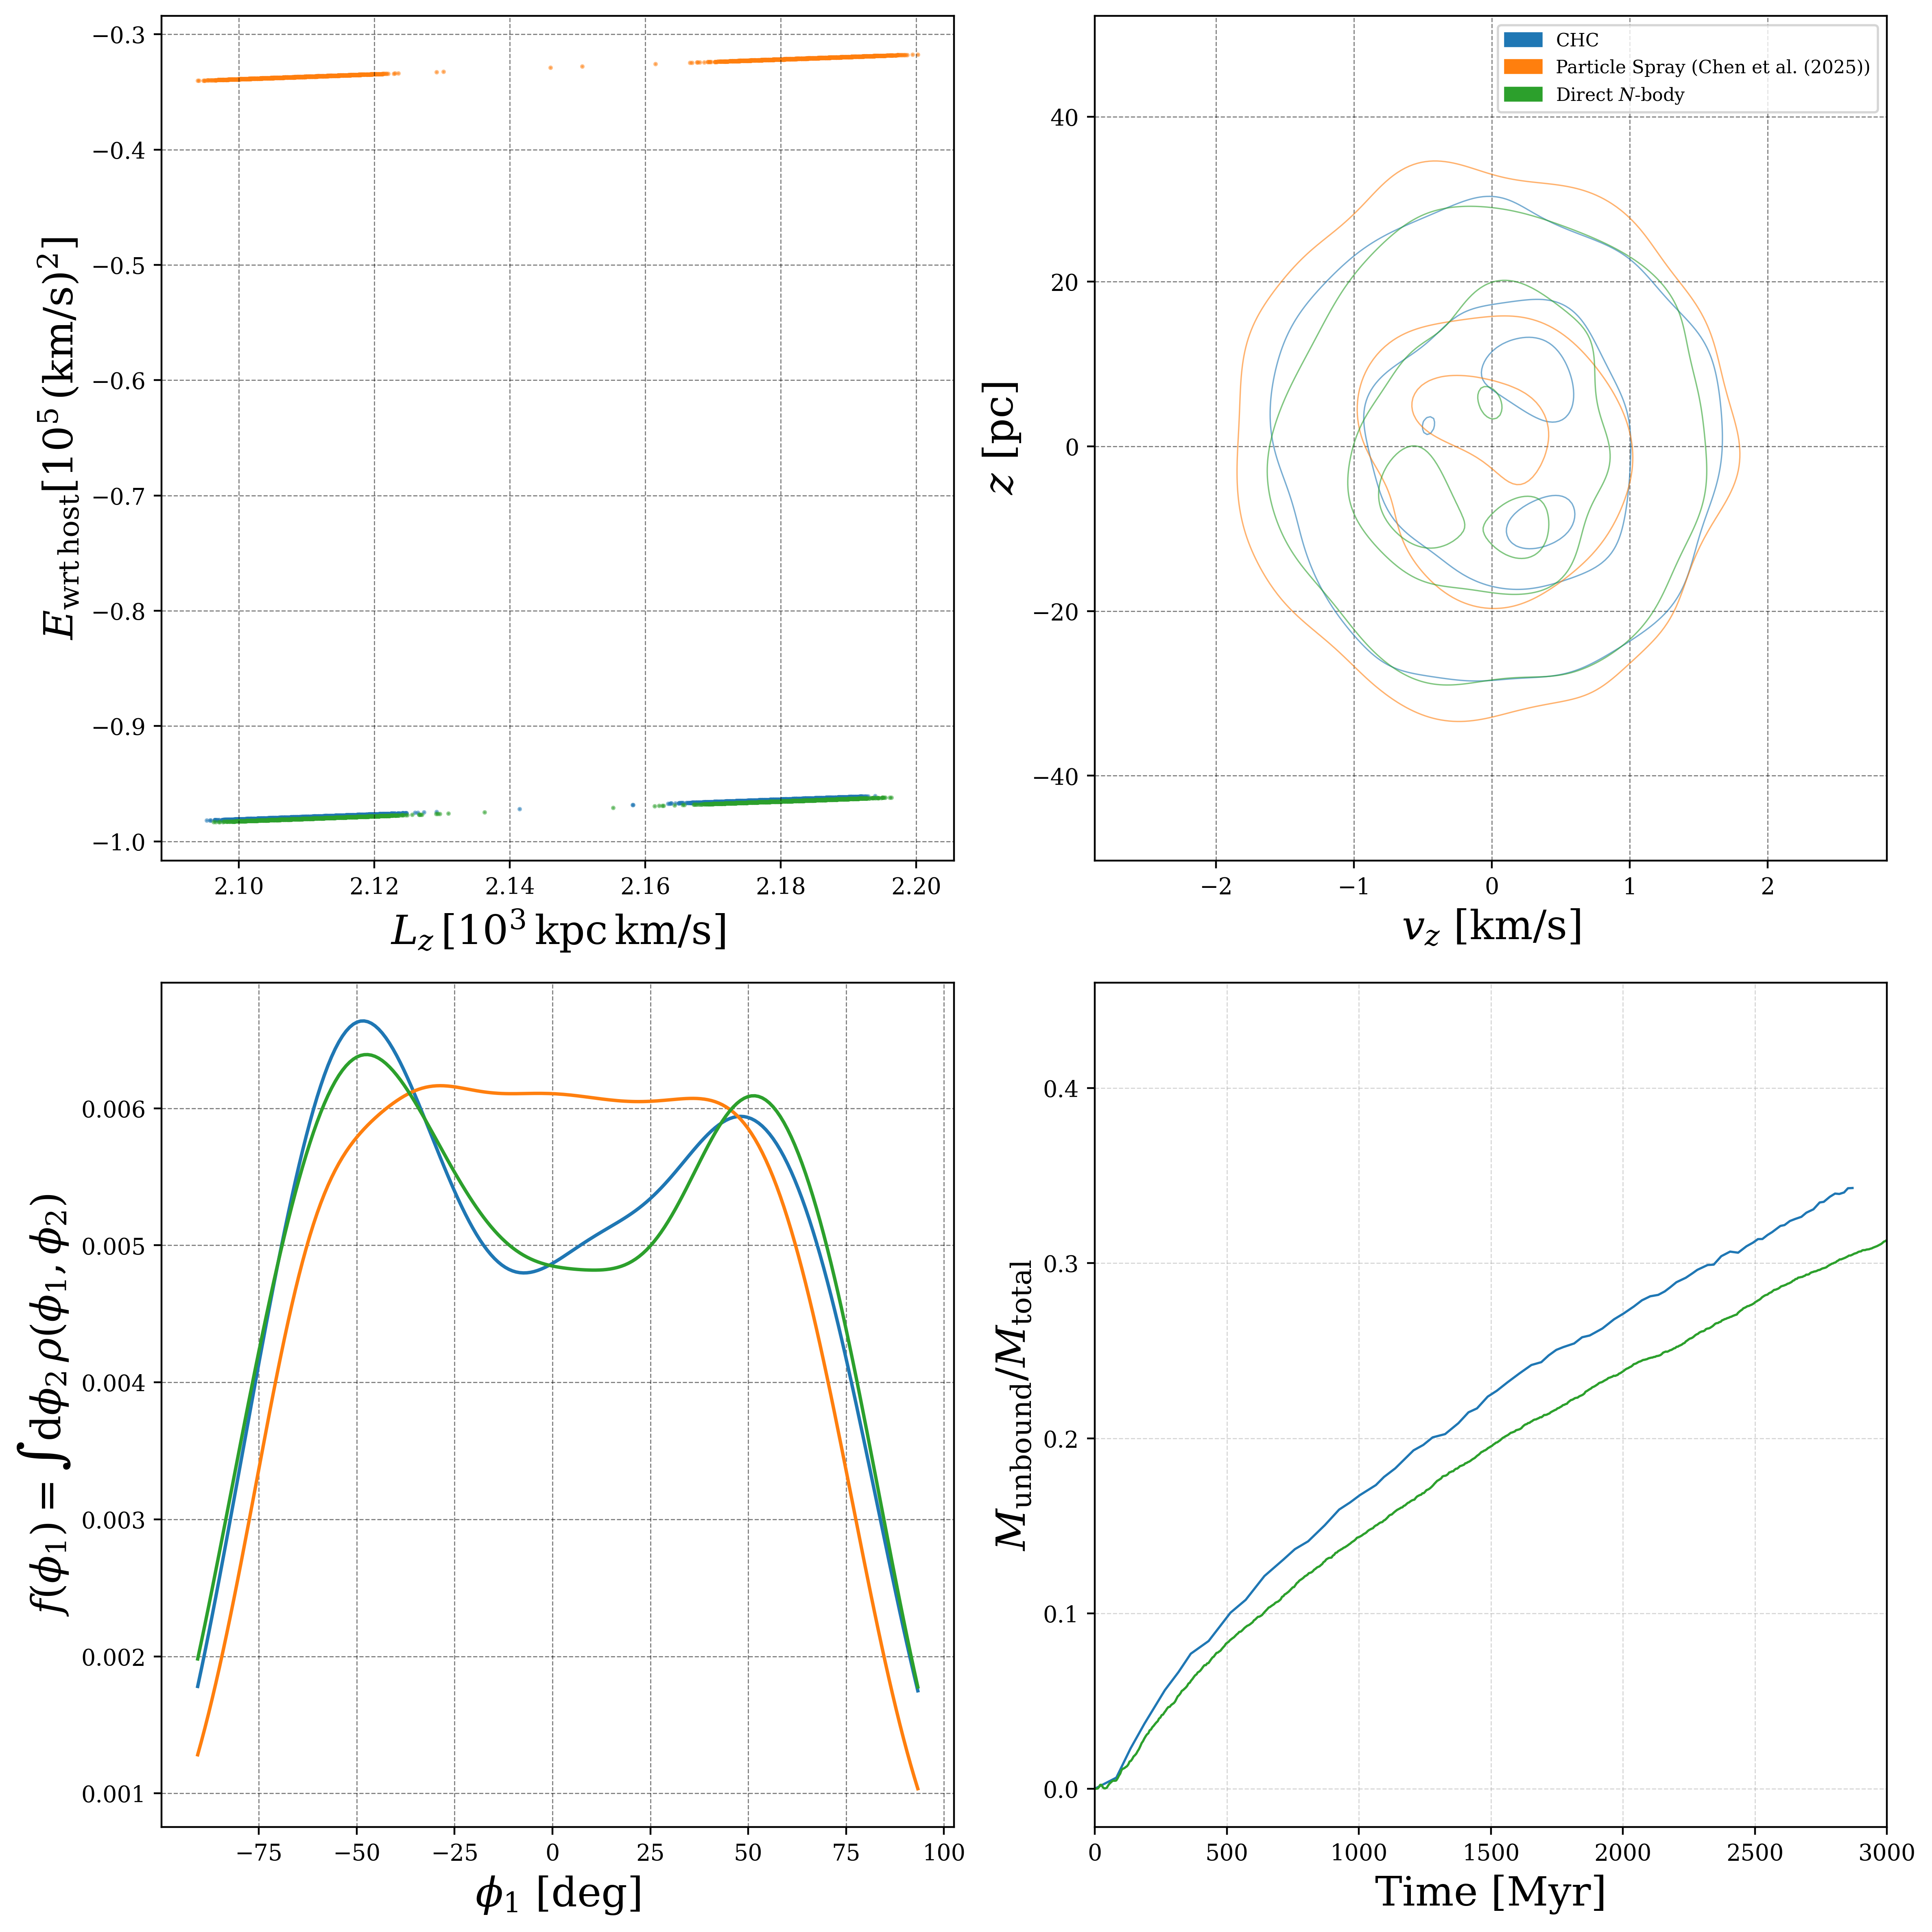 −0.3
−0.4
−0.5
−0.6
−0.7
−0.8
−0.9
−1.0
E_wrt host [10^5 (km/s)^2]
2.10 2.12 2.14 2.16 2.18 2.20
L_z [10^3 kpc km/s]
CHC
Particle Spray (Chen et al. (2025))
Direct N-body
40
20
0
−20
−40
z [pc]
−2 −1 0 1 2
v_z [km/s]
0.006
0.005
0.004
0.003
0.002
0.001
f(ϕ_1) = ∫dϕ_2 ρ(ϕ_1, ϕ_2)
−75 −50 −25 0 25 50 75 100
ϕ_1 [deg]
0.4
0.3
0.2
0.1
0.0
M_unbound/M_total
0 500 1000 1500 2000 2500 3000
Time [Myr]